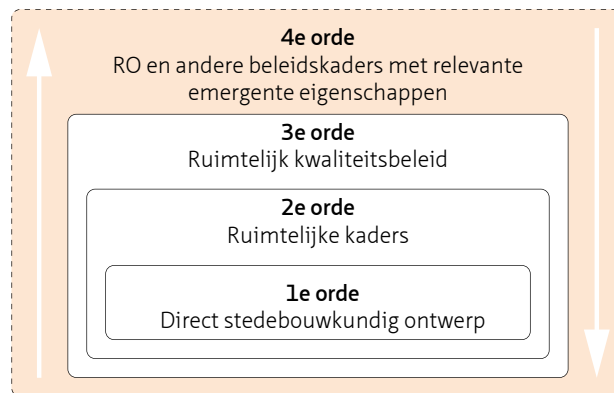 4e orde
RO en andere beleidskaders met relevante
emergente eigenschappen
3e orde
Ruimtelijk kwaliteitsbeleid
2e orde
Ruimtelijke kaders
1e orde
Direct stedebouwkundig ontwerp